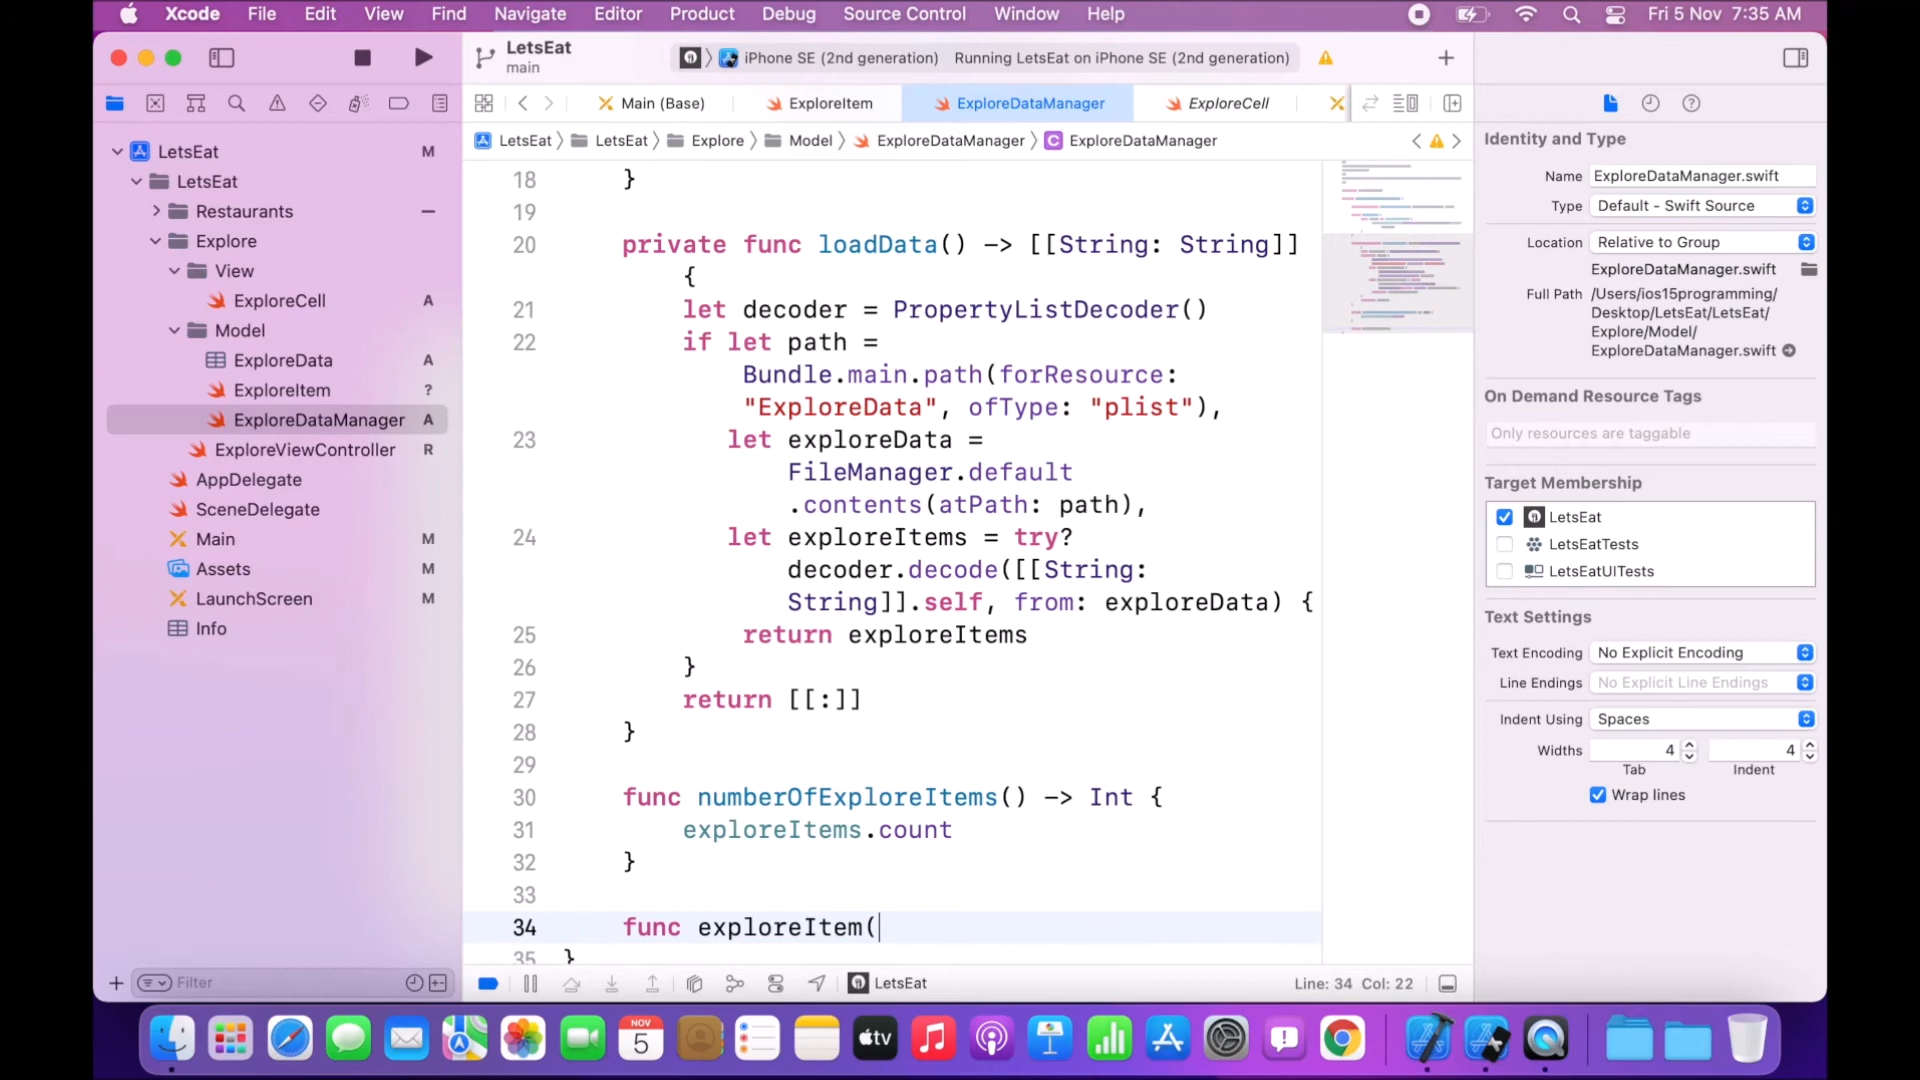 Xcode File Edit View Find Navigate Editor Product Debug Source Control Window Help Fri 5 Nov 7:35 AM
LetsEat
main
iPhone SE (2nd generation) Running LetsEat on iPhone SE (2nd generation)
Main (Base) ExploreItem ExploreDataManager ExploreCell
LetsEat LetsEat Explore Model ExploreDataManager ExploreDataManager
LetsEat M
LetsEat
Restaurants
Explore
View
ExploreCell A
Model
ExploreData A
ExploreItem ?
ExploreDataManager A
ExploreViewController R
AppDelegate
SceneDelegate
Main M
Assets M
LaunchScreen M
Info
Filter
18 }
19
20 private func loadData() -> [[String: String]]
{
21 let decoder = PropertyListDecoder()
22 if let path =
Bundle.main.path(forResource:
"ExploreData", ofType: "plist"),
23 let exploreData =
FileManager.default
.contents(atPath: path),
24 let exploreItems = try?
decoder.decode([[String:
String]].self, from: exploreData) {
25 return exploreItems
26 }
27 return [[:]]
28 }
29
30 func numberOfExploreItems() -> Int {
31 exploreItems.count
32 }
33
34 func exploreItem(
35 }
LetsEat Line: 34 Col: 22
Identity and Type
Name ExploreDataManager.swift
Type Default - Swift Source
Location Relative to Group
ExploreDataManager.swift
Full Path /Users/ios15programming/
Desktop/LetsEat/LetsEat/
Explore/Model/
ExploreDataManager.swift
On Demand Resource Tags
Only resources are taggable
Target Membership
LetsEat
LetsEatTests
LetsEatUITests
Text Settings
Text Encoding No Explicit Encoding
Line Endings No Explicit Line Endings
Indent Using Spaces
Widths 4 4
Tab Indent
Wrap lines
NOV
5
tv